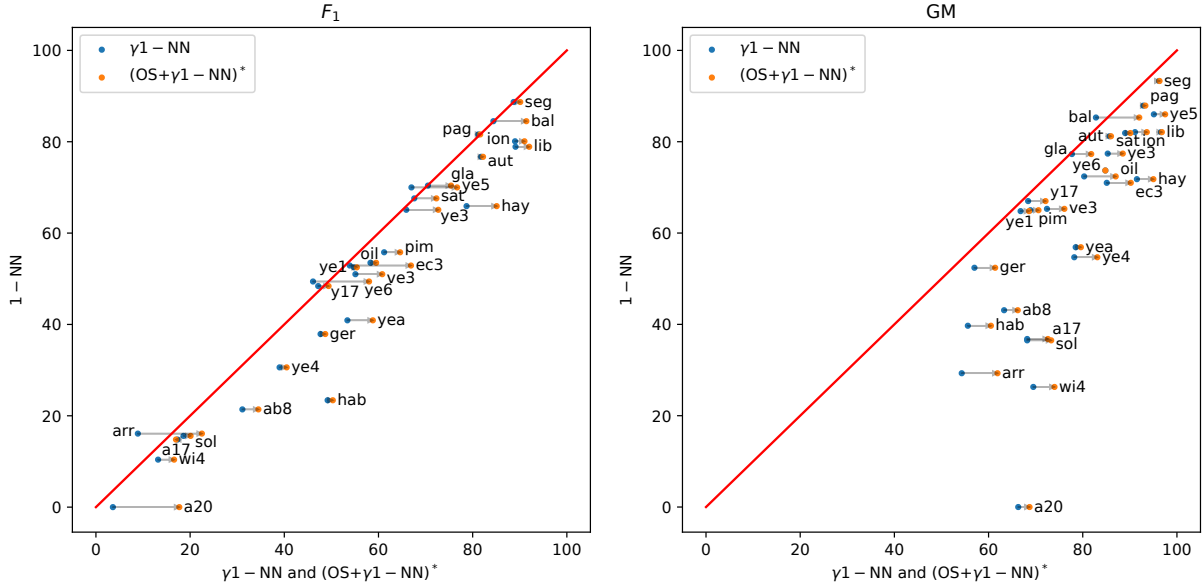 F₁
γ1 − NN
(OS+γ1 − NN)*
100
80
60
40
20
0
1 − NN
seg
bal
pag
ion
lib
aut
gla
ye5
sat
hay
ye3
pim
oil
ye1
ec3
ve3
ye6
y17
yea
ger
ye4
hab
ab8
arr
sol
a17
wi4
a20
0
20
40
60
80
100
γ1 − NN and (OS+γ1 − NN)*
GM
γ1 − NN
(OS+γ1 − NN)*
100
80
60
40
20
0
1 − NN
seg
pag
bal
ye5
aut
sat
ion
lib
gla
ye3
ye6
oil
hay
ec3
y17
ye1
pim
ve3
yea
ye4
ger
ab8
hab
a17
sol
arr
wi4
a20
0
20
40
60
80
100
γ1 − NN and (OS+γ1 − NN)*